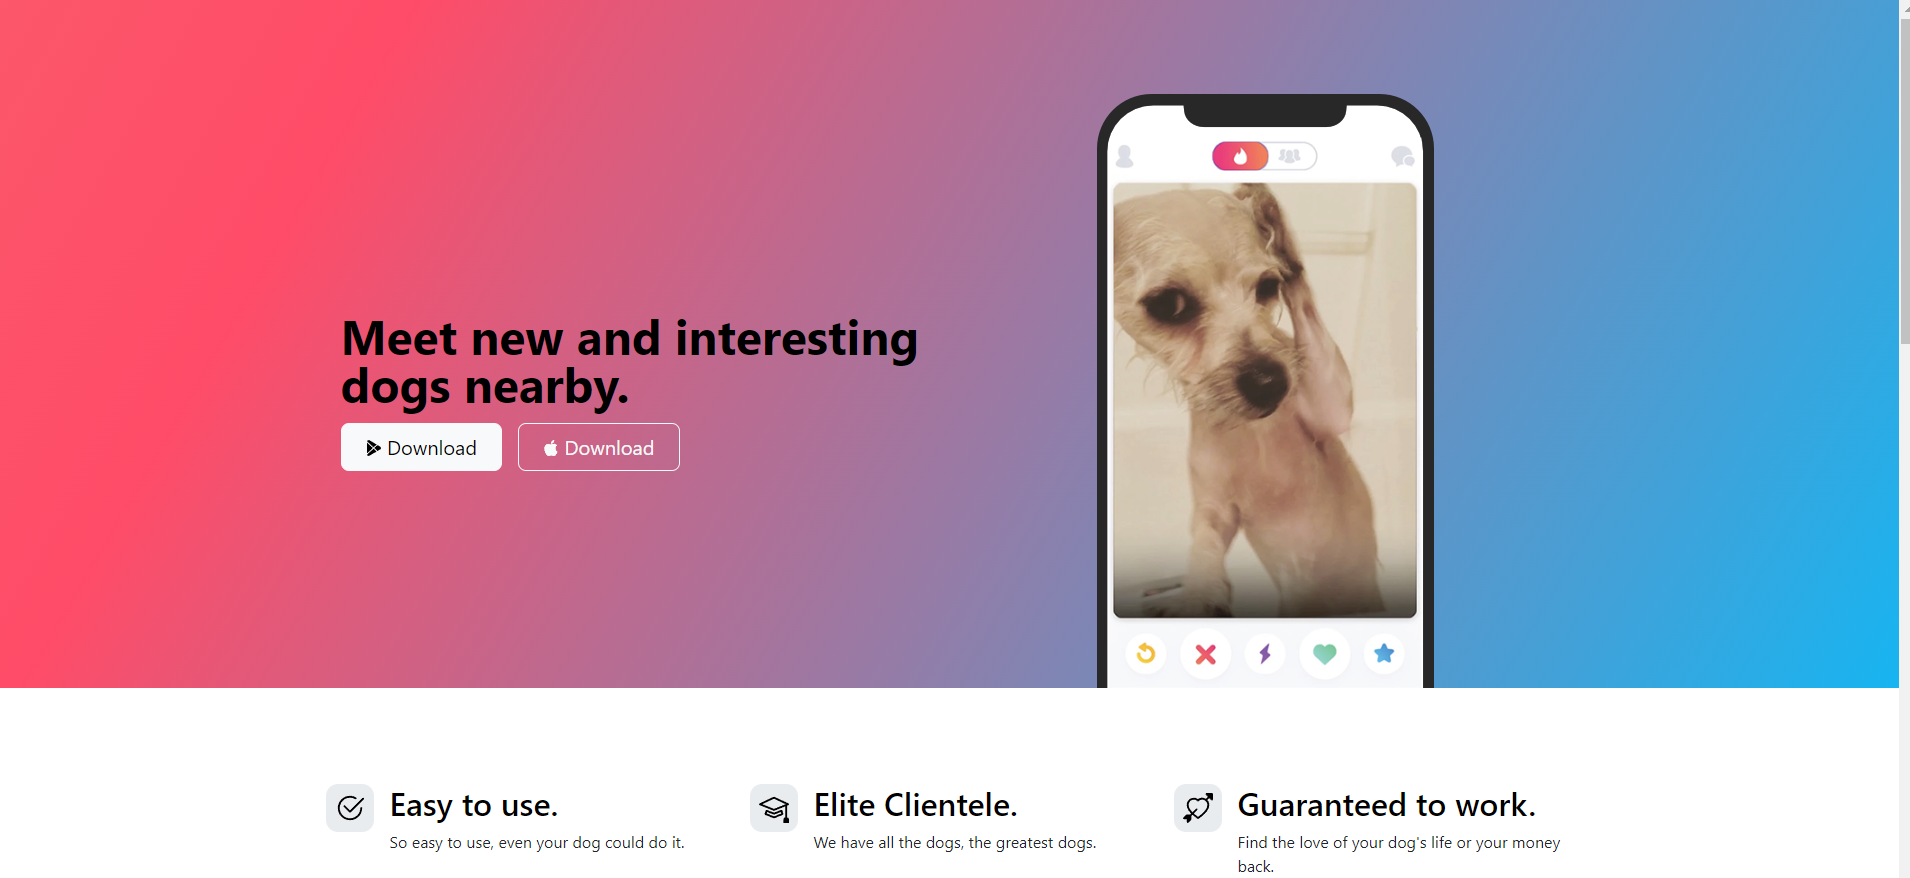 Meet new and interesting
dogs nearby.
Download
Download
Easy to use.
So easy to use, even your dog could do it.
Elite Clientele.
We have all the dogs, the greatest dogs.
Guaranteed to work.
Find the love of your dog's life or your money
back.